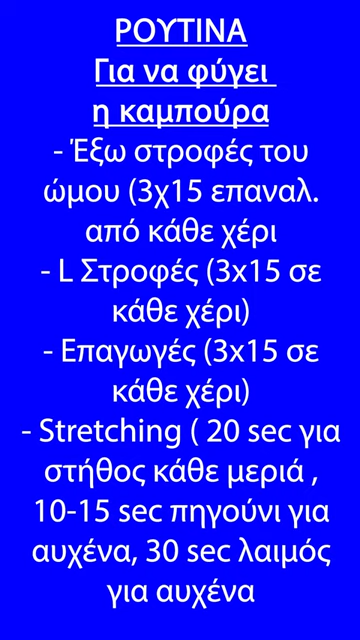 ΡΟΥΤΙΝΑ
Για να φύγει
η καμπούρα
- Έξω στροφές του
ώμου (3χ15 επαναλ.
από κάθε χέρι
- L Στροφές (3x15 σε
κάθε χέρι)
- Επαγωγές (3x15 σε
κάθε χέρι)
- Stretching ( 20 sec για
στήθος κάθε μεριά ,
10-15 sec πηγούνι για
αυχένα, 30 sec λαιμός
για αυχένα